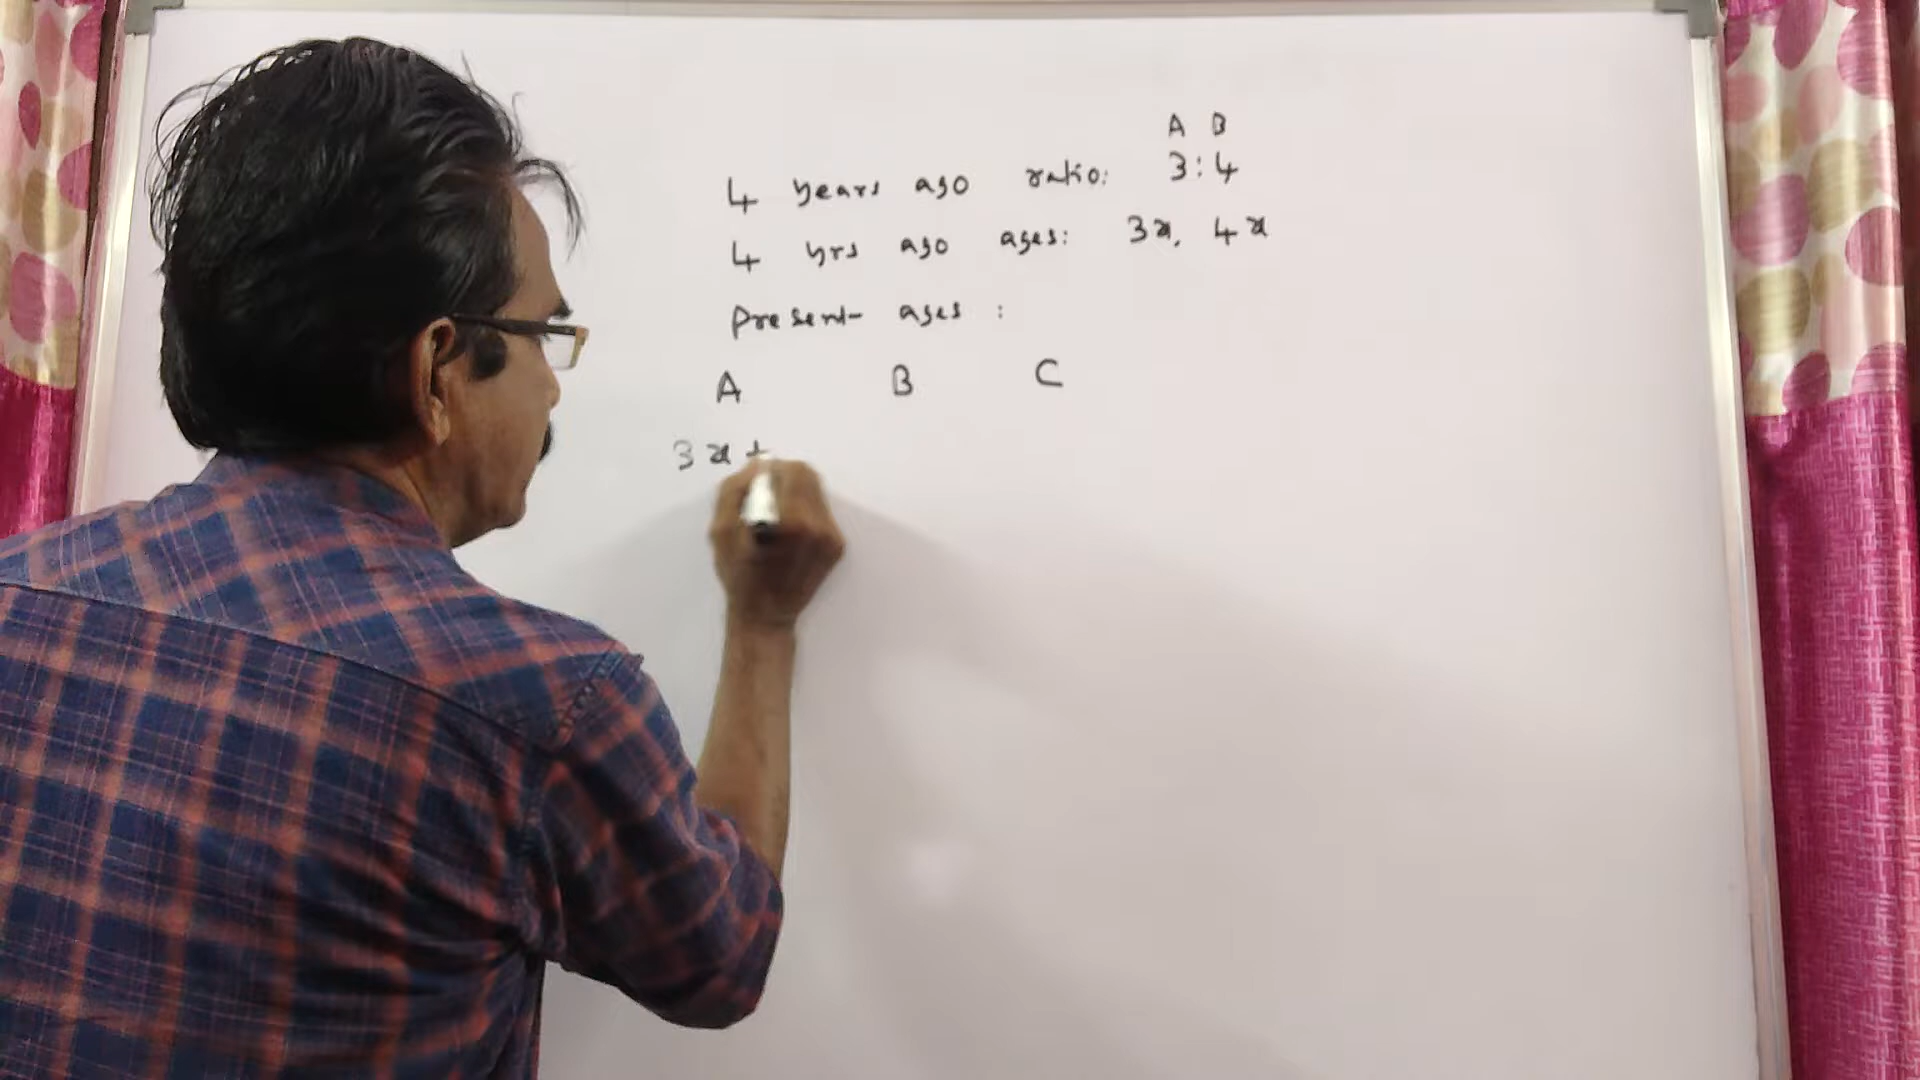 A B
4 years ago ratio: 3:4
4 yrs ago ages: 3x, 4x
Present ages :
A B C
3x+